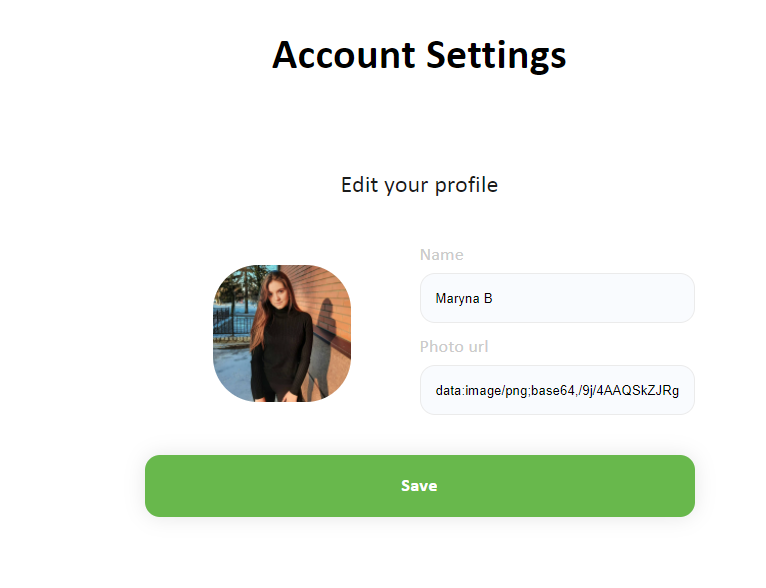 Account Settings
Edit your profile
Name
Maryna B
Photo url
data:image/png;base64,/9j/4AAQSkZJRg
Save